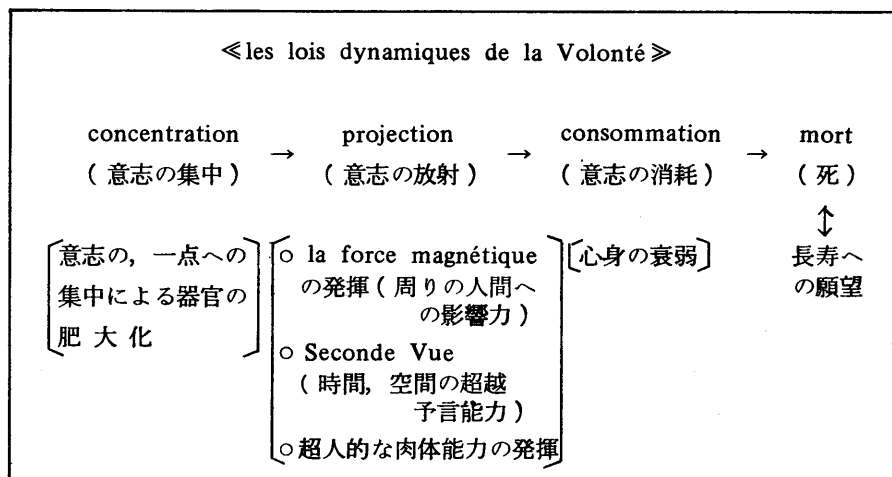 ≪les lois dynamiques de la Volonté≫
concentration → projection → consommation → mort
(意志の集中) (意志の放射) (意志の消耗) (死)
↕
[意志の,一点への
集中による器官の
肥大化]
[○ la force magnétique
の発揮(周りの人間へ
の影響力)
○ Seconde Vue
(時間,空間の超越
予言能力)
○超人的な肉体能力の発揮]
[心身の衰弱]
長寿へ
の願望